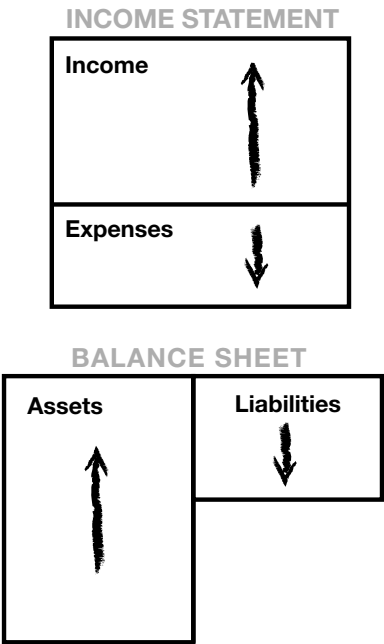 INCOME STATEMENT
Income
Expenses
BALANCE SHEET
Assets
Liabilities